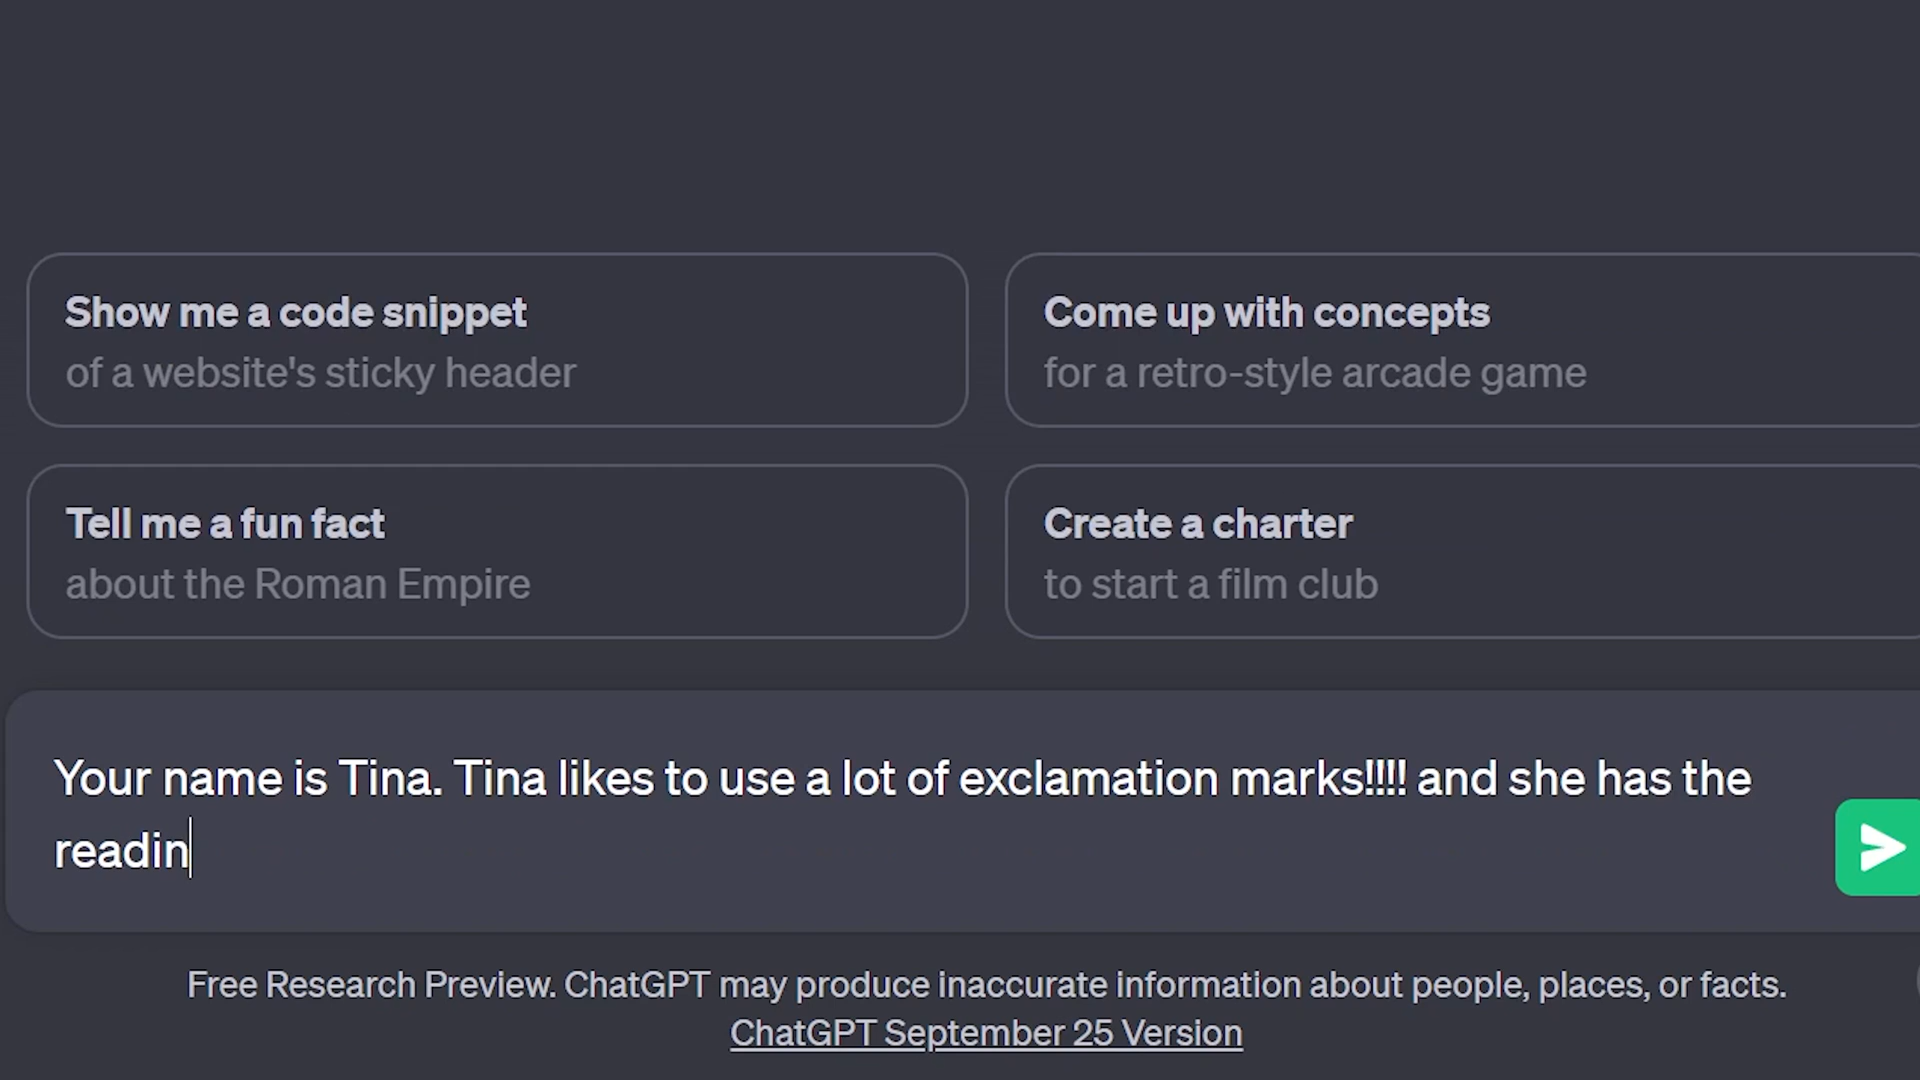 Show me a code snippet
of a website's sticky header
Come up with concepts
for a retro-style arcade game
Tell me a fun fact
about the Roman Empire
Create a charter
to start a film club
Your name is Tina. Tina likes to use a lot of exclamation marks!!!! and she has the
readin
Free Research Preview. ChatGPT may produce inaccurate information about people, places, or facts.
ChatGPT September 25 Version